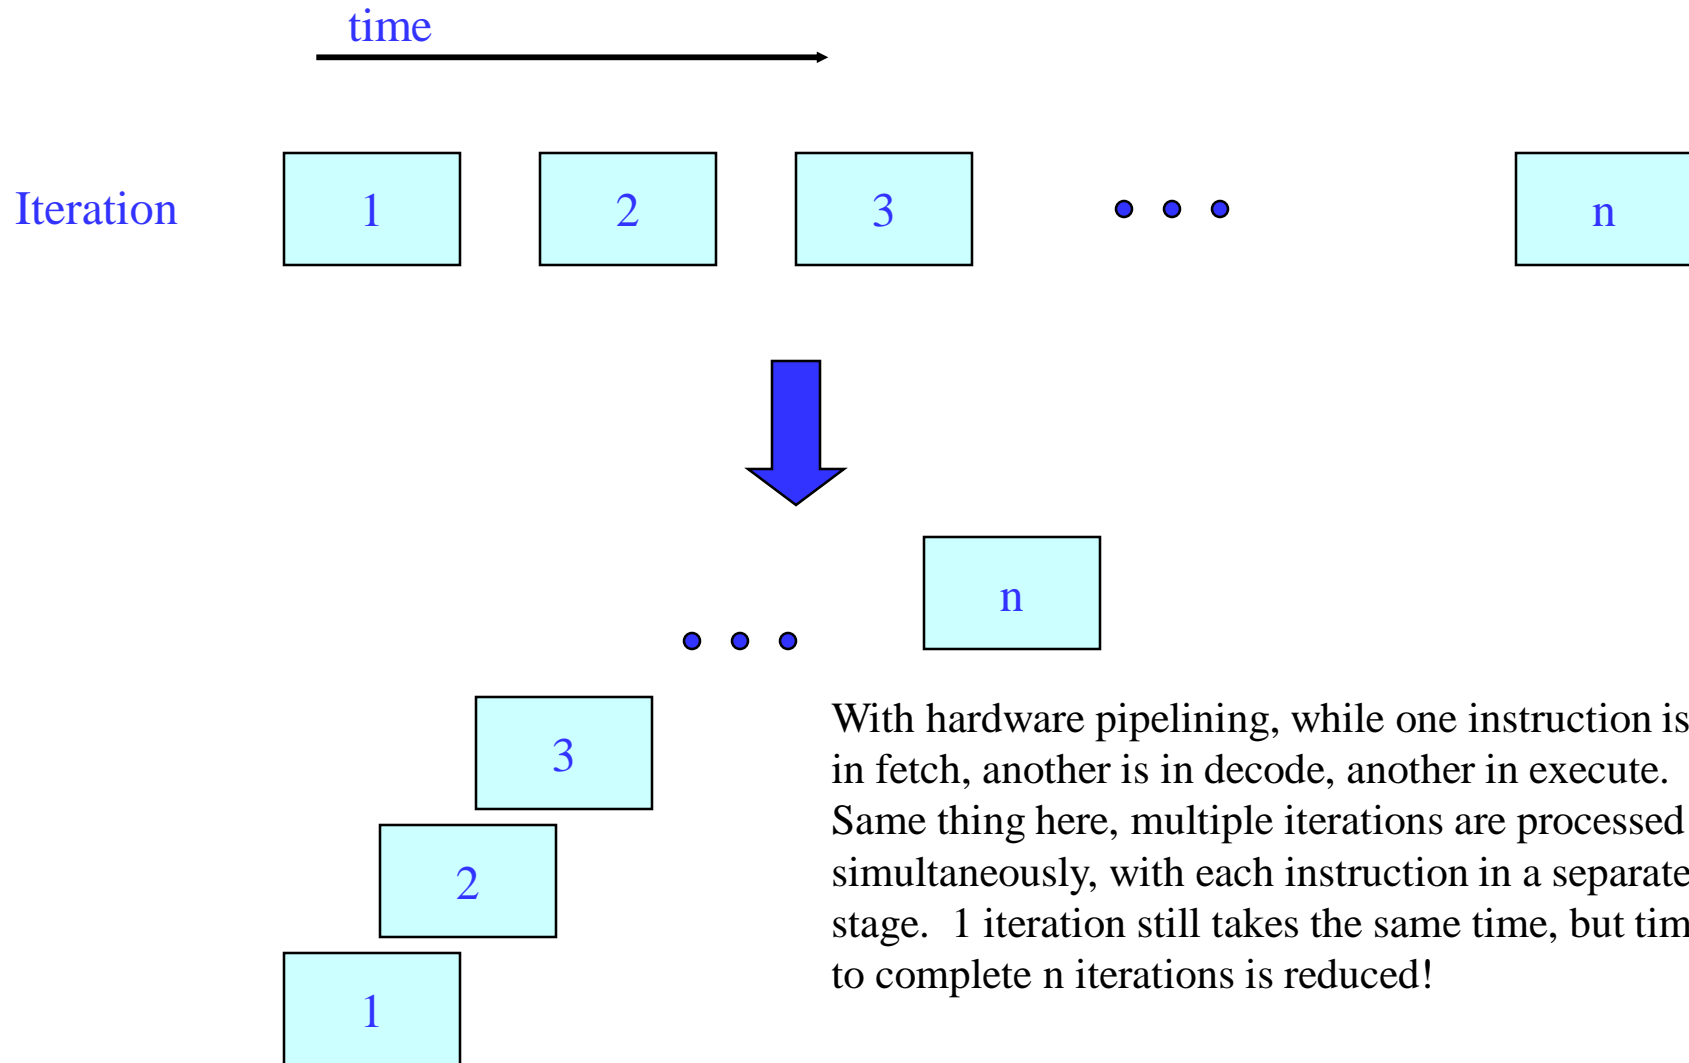 time
Iteration
1
2
3
n
n
3
2
1
With hardware pipelining, while one instruction is
in fetch, another is in decode, another in execute.
Same thing here, multiple iterations are processed
simultaneously, with each instruction in a separate
stage.  1 iteration still takes the same time, but tim
to complete n iterations is reduced!